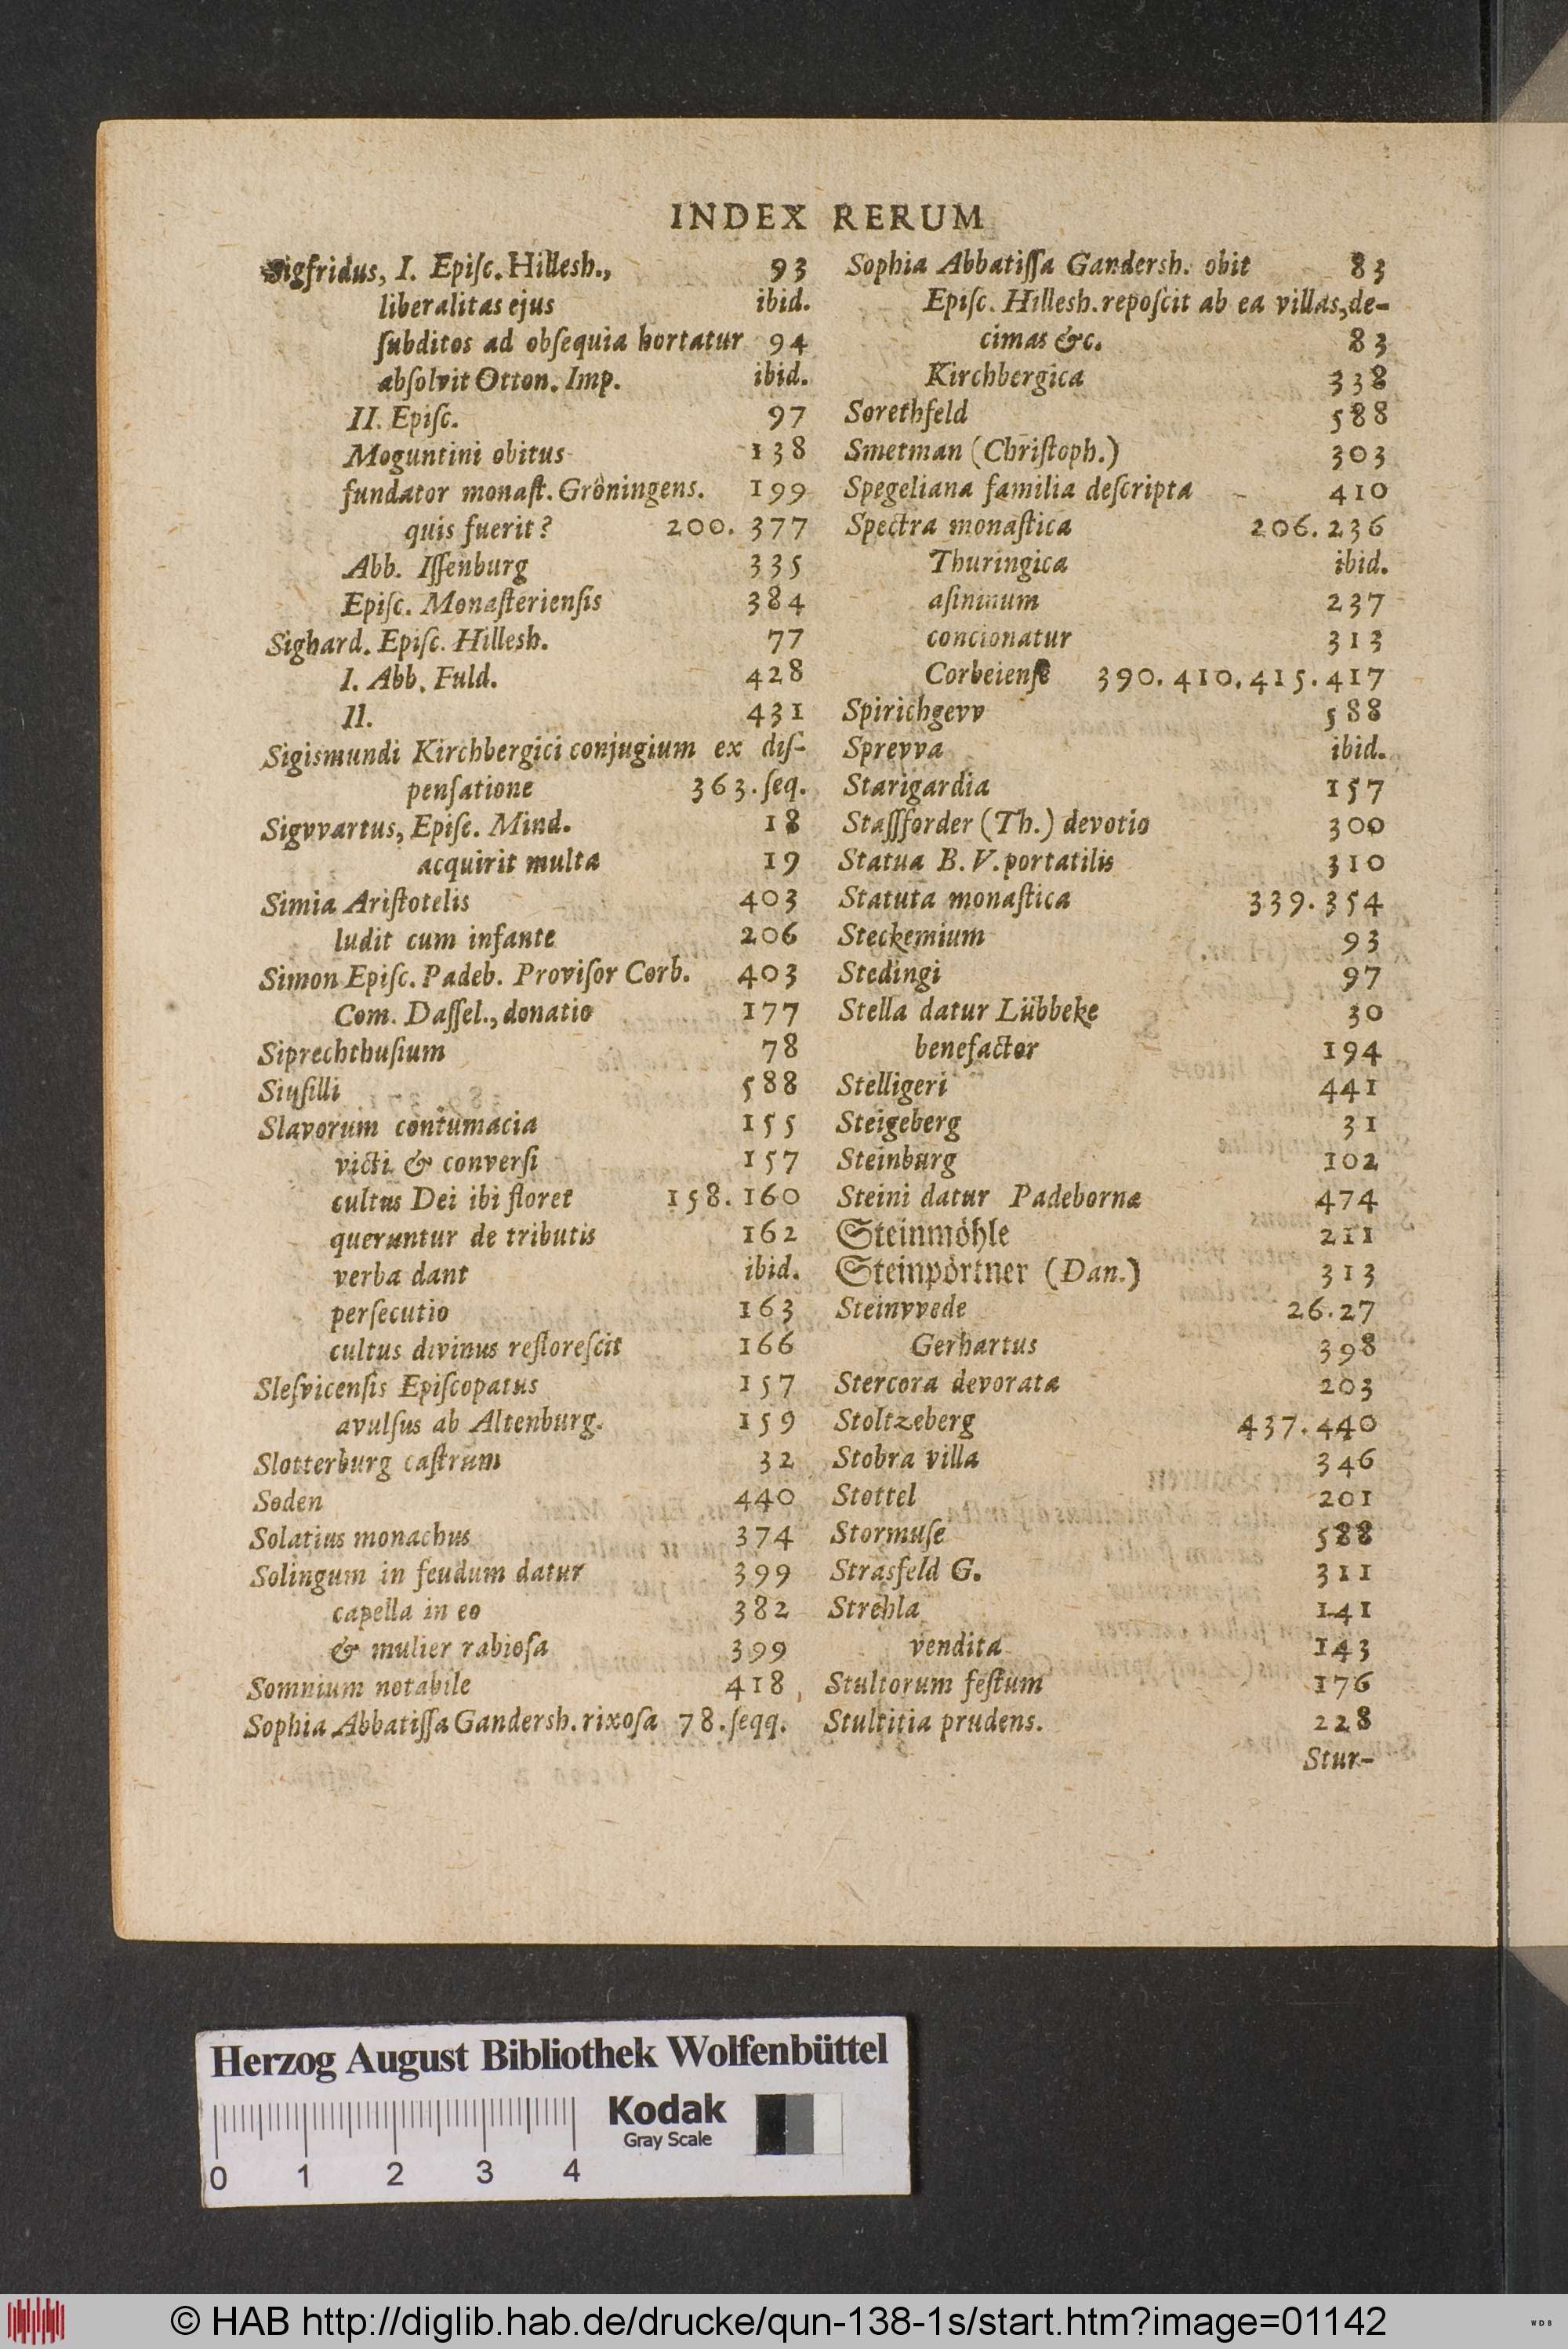 INDEX RERUM
Sigfridus, I. Epiſc. Hillesh., 93
liberalitas ejus ibid.
ſubditos ad obſequia hortatur 94
abſolvit Otton. Imp. ibid.
II. Epiſc. 97
Moguntini obitus 138
fundator monaſt. Gröningens. 199
quis fuerit? 200. 377
Abb. Iſſenburg 335
Epiſc. Monaſterienſis 384
Sighard. Epiſc. Hillesh. 77
I. Abb. Fuld. 428
II. 431
Sigismundi Kirchbergici conjugium ex diſ-
penſatione 363. ſeq.
Sigvvartus, Epiſc. Mind. 18
acquirit multa 19
Simia Ariſtotelis 403
ludit cum infante 206
Simon Epiſc. Padeb. Proviſor Corb. 403
Com. Daſſel., donatio 177
Siprechthuſium 78
Siuſilli 588
Slavorum contumacia 155
victi & converſi 157
cultus Dei ibi floret 158. 160
queruntur de tributis 162
verba dant ibid.
perſecutio 163
cultus divinus refloreſcit 166
Sleſvicenſis Epiſcopatus 157
avulſus ab Altenburg. 159
Slotterburg caſtrum 32
Soden 440
Solatius monachus 374
Solingum in feudum datur 399
capella in eo 382
& mulier rabioſa 399
Somnium notabile 418
Sophia Abbatiſſa Gandersh. rixoſa 78. ſeqq.
Sophia Abbatiſſa Gandersh. obit 83
Epiſc. Hillesh. repoſcit ab ea villas, de-
cimas &c. 83
Kirchbergica 338
Sorethfeld 588
Smetman (Chriſtoph.) 303
Spegeliana familia deſcripta 410
Spectra monaſtica 206. 236
Thuringica ibid.
aſininum 237
concionatur 313
Corbeienſe 390. 410. 415. 417
Spirichgevv 588
Sprevva ibid.
Starigardia 157
Staſſforder (Th.) devotio 300
Statua B. V. portatilis 310
Statuta monaſtica 339. 354
Steckemium 93
Stedingi 97
Stella datur Lübbeke 30
benefactor 194
Stelligeri 441
Steigeberg 31
Steinburg 102
Steini datur Padebornæ 474
Steinmöhle 211
Steinpörtner (Dan.) 313
Steinvvede 26. 27
Gerhartus 398
Stercora devorata 203
Stoltzeberg 437. 440
Stobra villa 346
Stottel 201
Stormuſe 588
Strasfeld G. 311
Strehla 141
vendita 143
Stultorum feſtum 176
Stultitia prudens. 228
Stur-
Herzog August Bibliothek Wolfenbüttel
Kodak
Gray Scale
0 1 2 3 4
© HAB http://diglib.hab.de/drucke/qun-138-1s/start.htm?image=01142
WDB